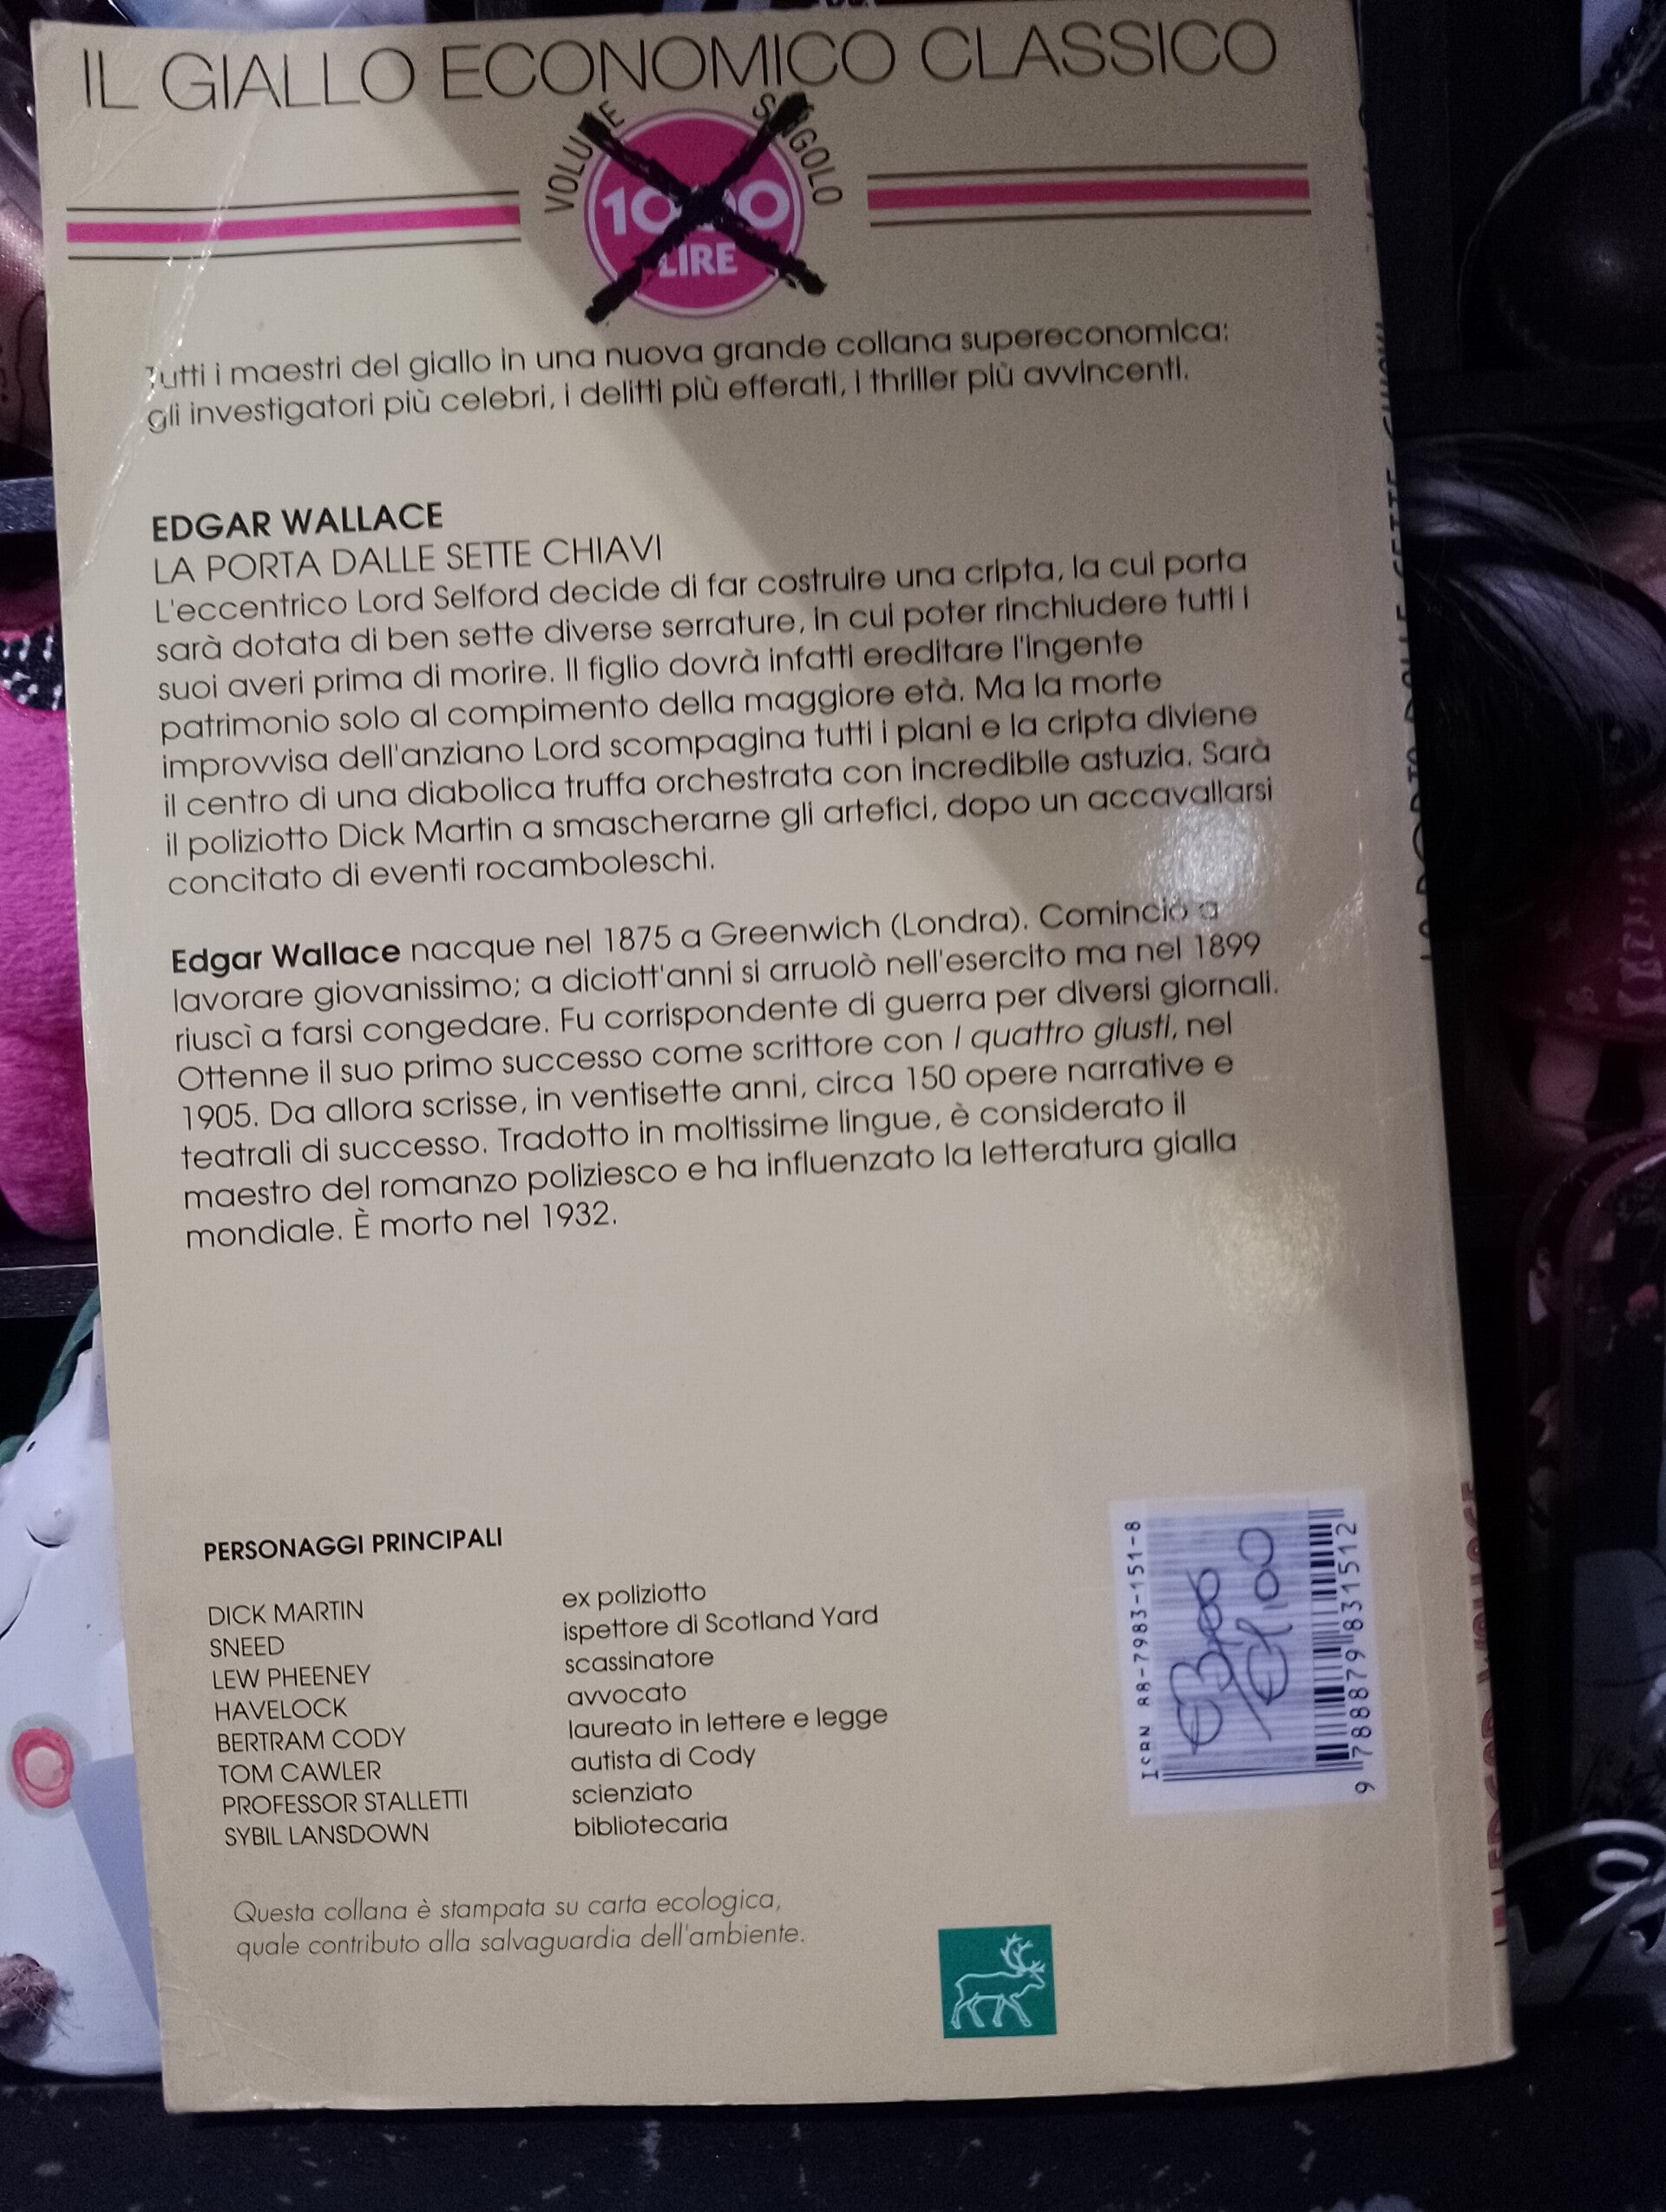 IL GIALLO ECONOMICO CLASSICO
VOLUME SINGOLO
1000
LIRE
Tutti i maestri del giallo in una nuova grande collana supereconomica:
gli investigatori più celebri, i delitti più efferati, i thriller più avvincenti.
EDGAR WALLACE
LA PORTA DALLE SETTE CHIAVI
L'eccentrico Lord Selford decide di far costruire una cripta, la cui porta
sarà dotata di ben sette diverse serrature, in cui poter rinchiudere tutti i
suoi averi prima di morire. Il figlio dovrà infatti ereditare l'ingente
patrimonio solo al compimento della maggiore età. Ma la morte
improvvisa dell'anziano Lord scompagina tutti i piani e la cripta diviene
il centro di una diabolica truffa orchestrata con incredibile astuzia. Sarà
il poliziotto Dick Martin a smascherarne gli artefici, dopo un accavallarsi
concitato di eventi rocamboleschi.
Edgar Wallace nacque nel 1875 a Greenwich (Londra). Cominciò a
lavorare giovanissimo; a diciott'anni si arruolò nell'esercito ma nel 1899
riuscì a farsi congedare. Fu corrispondente di guerra per diversi giornali.
Ottenne il suo primo successo come scrittore con I quattro giusti, nel
1905. Da allora scrisse, in ventisette anni, circa 150 opere narrative e
teatrali di successo. Tradotto in moltissime lingue, è considerato il
maestro del romanzo poliziesco e ha influenzato la letteratura gialla
mondiale. È morto nel 1932.
PERSONAGGI PRINCIPALI
DICK MARTIN ex poliziotto
SNEED ispettore di Scotland Yard
LEW PHEENEY scassinatore
HAVELOCK avvocato
BERTRAM CODY laureato in lettere e legge
TOM CAWLER autista di Cody
PROFESSOR STALLETTI scienziato
SYBIL LANSDOWN bibliotecaria
Questa collana è stampata su carta ecologica,
quale contributo alla salvaguardia dell'ambiente.
ISBN 88-7983-151-8
1,00
9 788879 831512
LA PORTA DALLE SETTE CHIAVI
EDGAR WALLACE